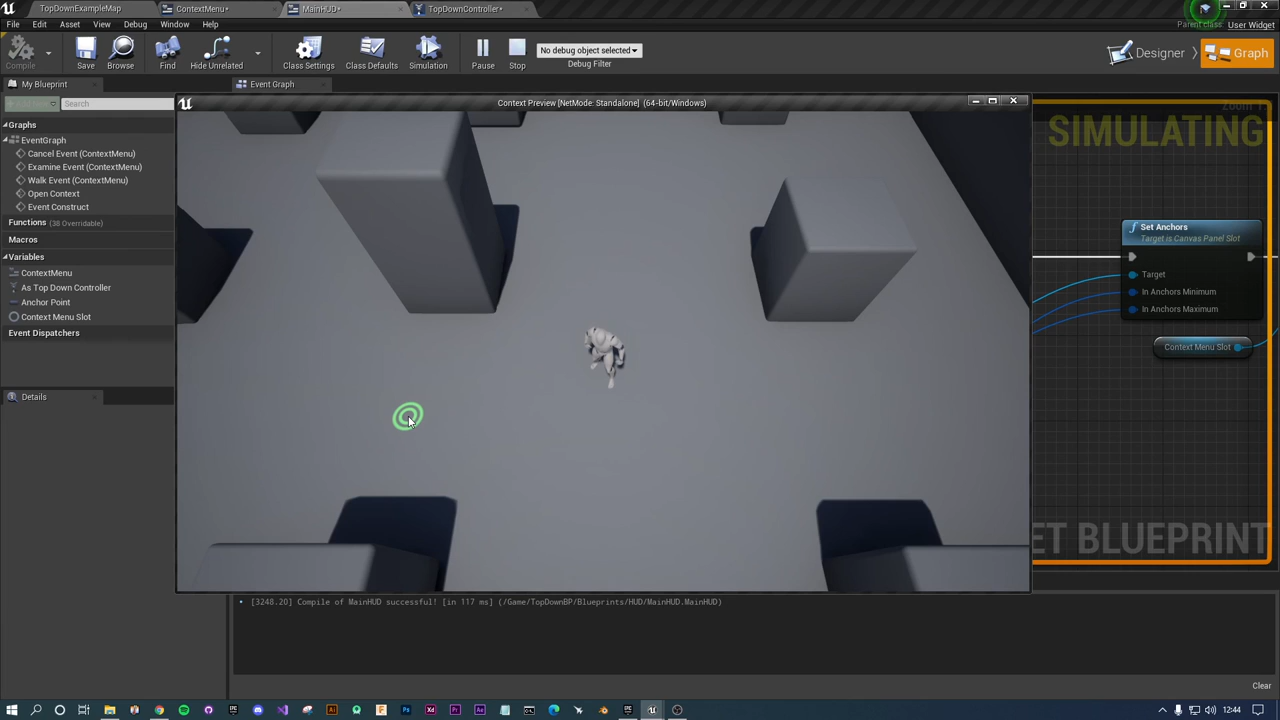 TopDownExampleMap
ContextMenu*
MainHUD*
TopDownController*
File
Edit
Asset
View
Debug
Window
Help
Parent class: User Widget
Compile
Save
Browse
Find
Hide Unrelated
Class Settings
Class Defaults
Simulation
Pause
Stop
No debug object selected
Debug Filter
Designer
Graph
My Blueprint
Event Graph
Search
Context Preview [NetMode: Standalone] (64-bit/Windows)
SIMULATING
Graphs
EventGraph
Cancel Event (ContextMenu)
Examine Event (ContextMenu)
Walk Event (ContextMenu)
Open Context
Event Construct
Functions (38 Overridable)
Macros
Variables
ContextMenu
As Top Down Controller
Anchor Point
Context Menu Slot
Event Dispatchers
Details
Set Anchors
Target is Canvas Panel Slot
Target
In Anchors Minimum
In Anchors Maximum
Context Menu Slot
ET BLUEPRINT
[3248.20] Compile of MainHUD successful! [in 117 ms] (/Game/TopDownBP/Blueprints/HUD/MainHUD.MainHUD)
Clear
12:44